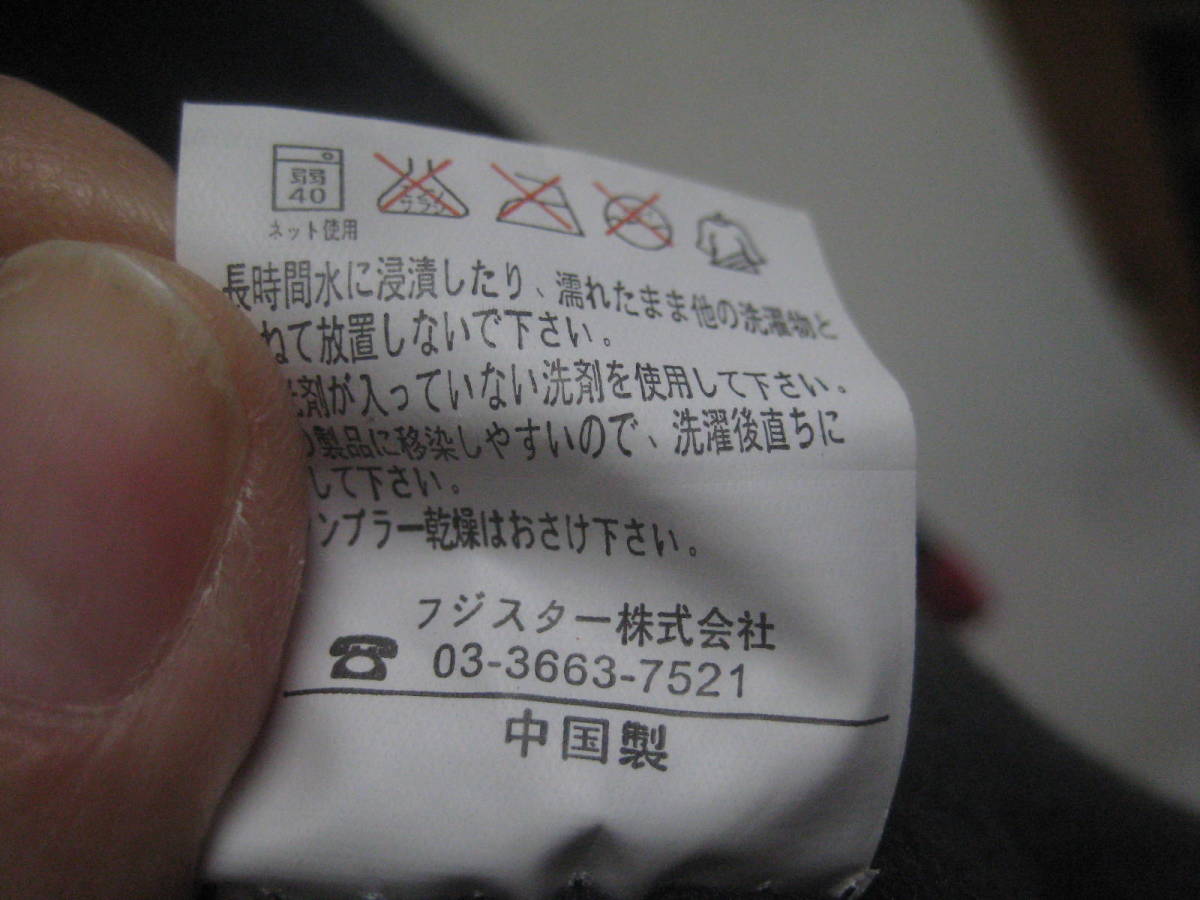 弱
40
ネット使用
長時間水に浸漬したり、濡れたまま他の洗濯物と
ねて放置しないで下さい。
剤が入っていない洗剤を使用して下さい。
製品に移染しやすいので、洗濯後直ちに
して下さい。
ンブラー乾燥はおさけ下さい。
フジスター株式会社
☎ 03-3663-7521
中国製